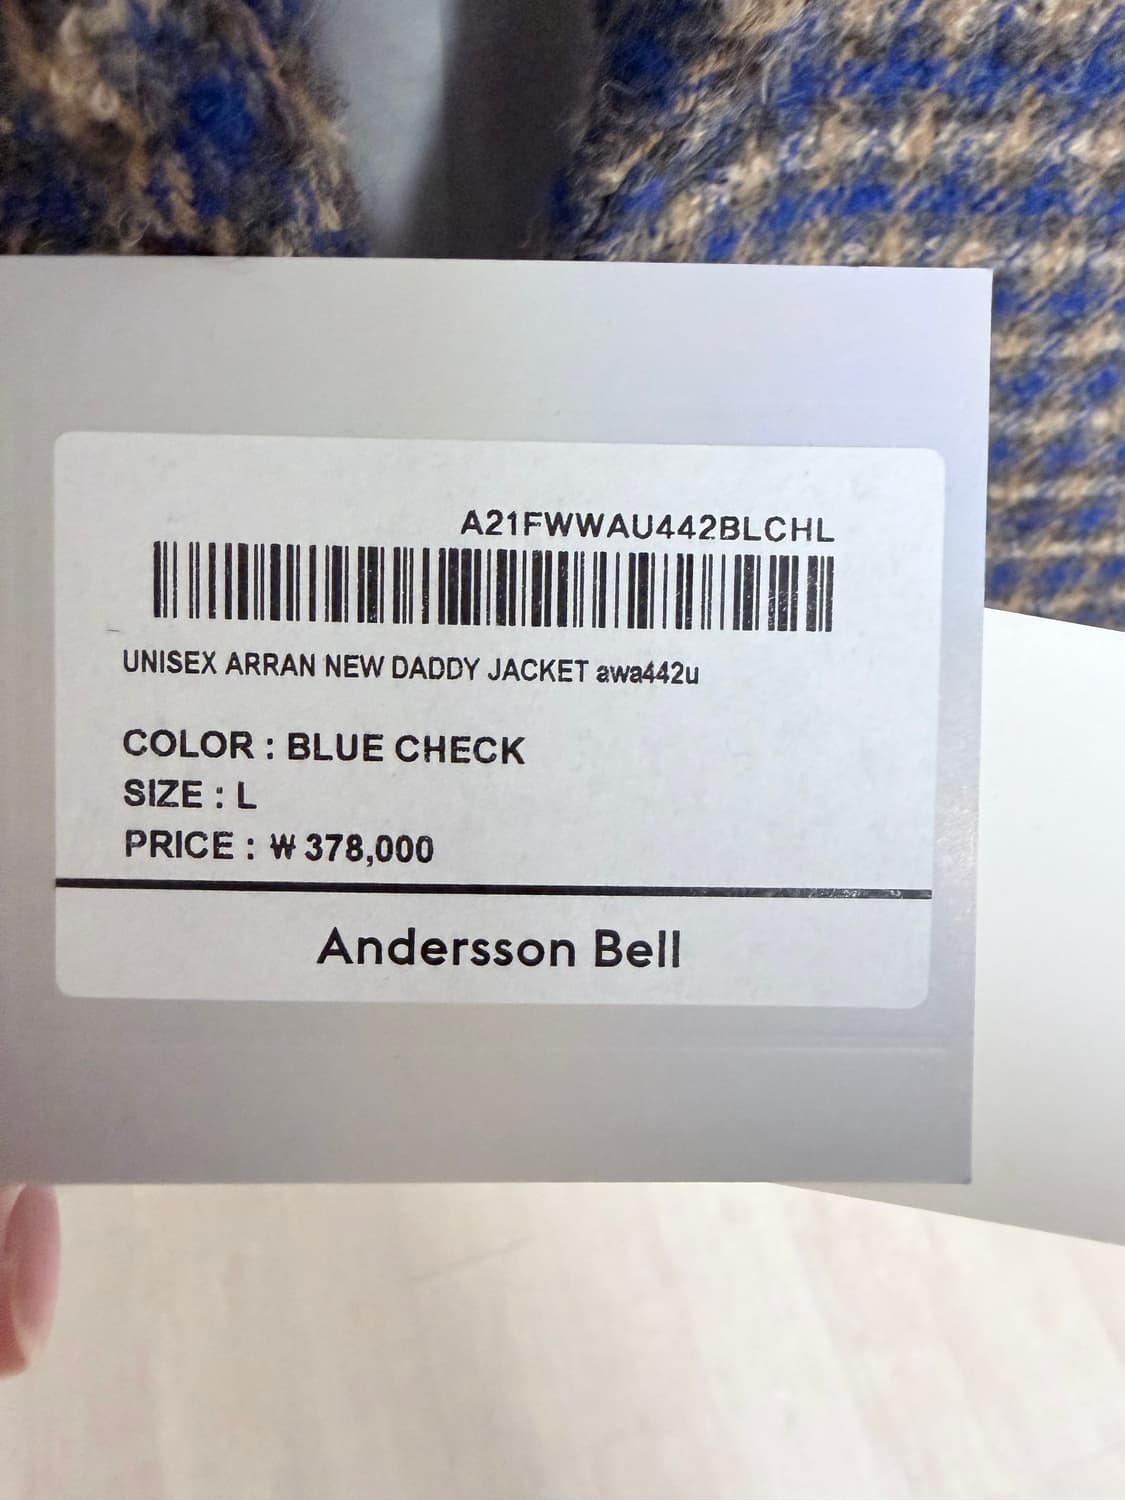 A21FWWAU442BLCHL
UNISEX ARRAN NEW DADDY JACKET awa442u
COLOR : BLUE CHECK
SIZE : L
PRICE : ₩ 378,000
Andersson Bell